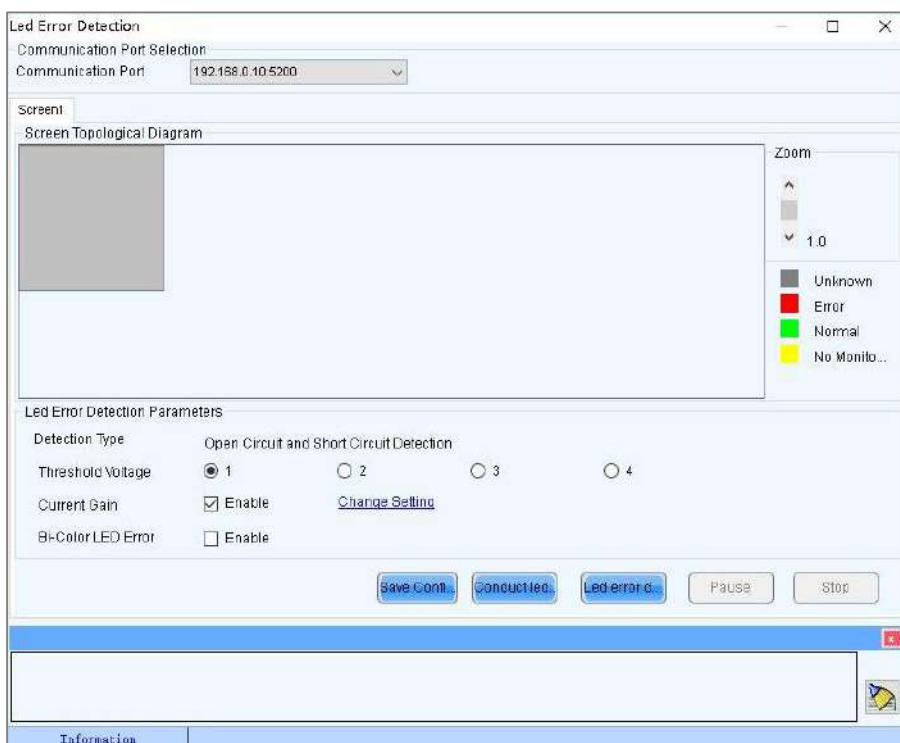 Led Error Detection
Communication Port Selection
Communication Port 192.168.0.10:5200
Screen1
Screen Topological Diagram
Zoom
1.0
Unknown
Error
Normal
No Monito...
Led Error Detection Parameters
Detection Type Open Circuit and Short Circuit Detection
Threshold Voltage 1 2 3 4
Current Gain Enable Change Setting
Bi-Color LED Error Enable
Save Confi... Conduct led... Led error d... Pause Stop
Information